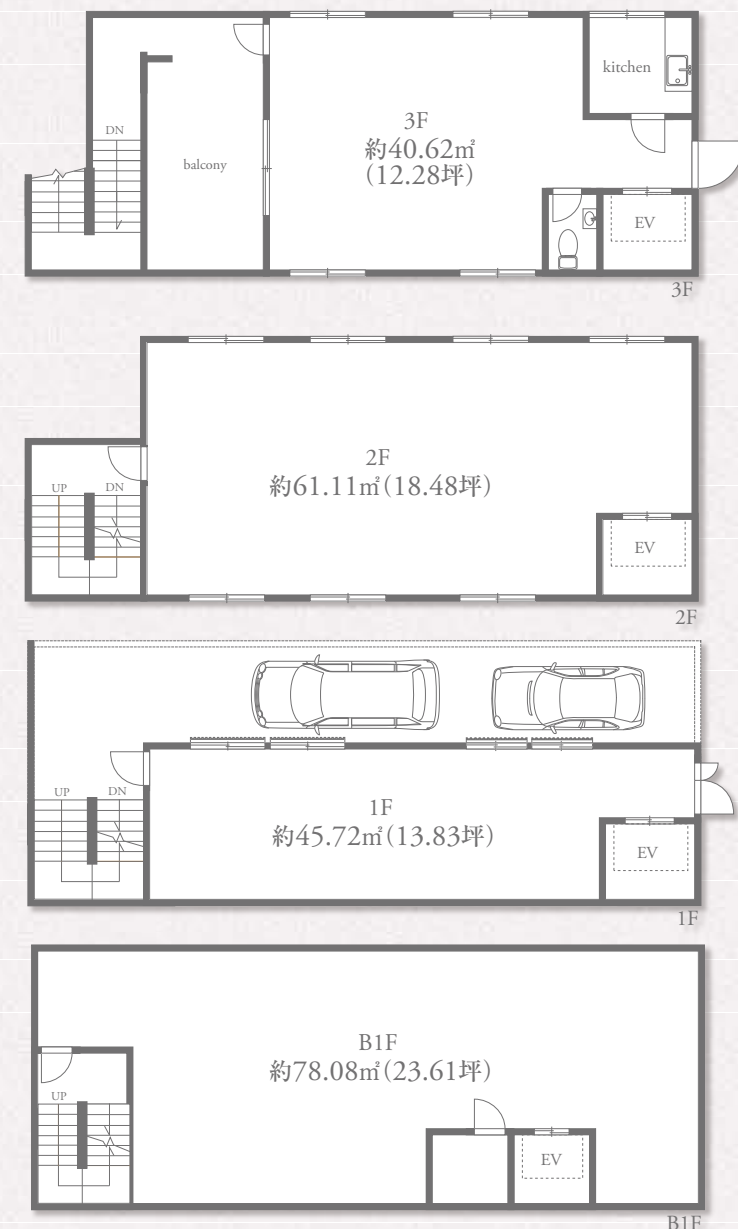 kitchen
3F
約40.62㎡
(12.28坪)
DN
balcony
EV
3F
2F
約61.11㎡(18.48坪)
UP DN
EV
2F
1F
約45.72㎡(13.83坪)
UP DN
EV
1F
B1F
約78.08㎡(23.61坪)
UP
EV
B1F